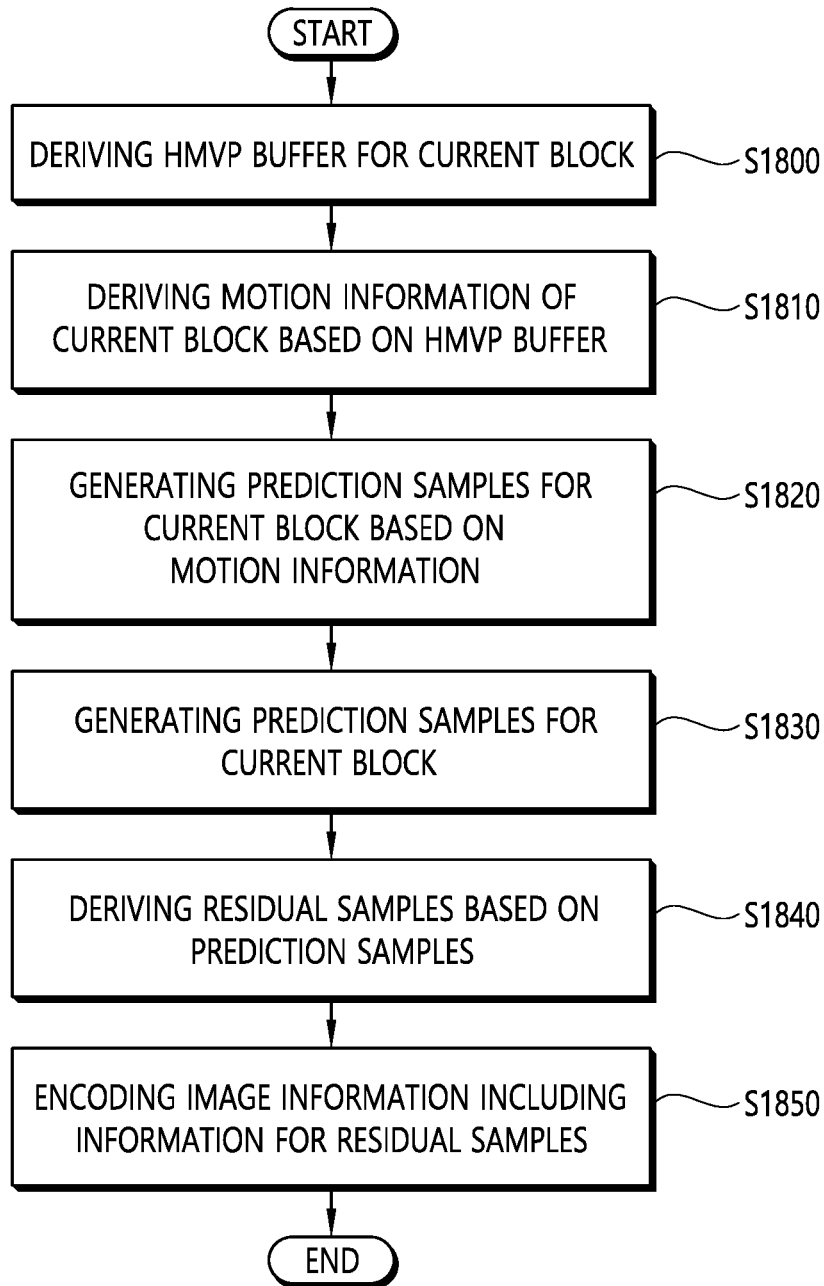 START
DERIVING HMVP BUFFER FOR CURRENT BLOCK
S1800
DERIVING MOTION INFORMATION OF
CURRENT BLOCK BASED ON HMVP BUFFER
S1810
GENERATING PREDICTION SAMPLES FOR
CURRENT BLOCK BASED ON
MOTION INFORMATION
S1820
GENERATING PREDICTION SAMPLES FOR
CURRENT BLOCK
S1830
DERIVING RESIDUAL SAMPLES BASED ON
PREDICTION SAMPLES
S1840
ENCODING IMAGE INFORMATION INCLUDING
INFORMATION FOR RESIDUAL SAMPLES
S1850
END